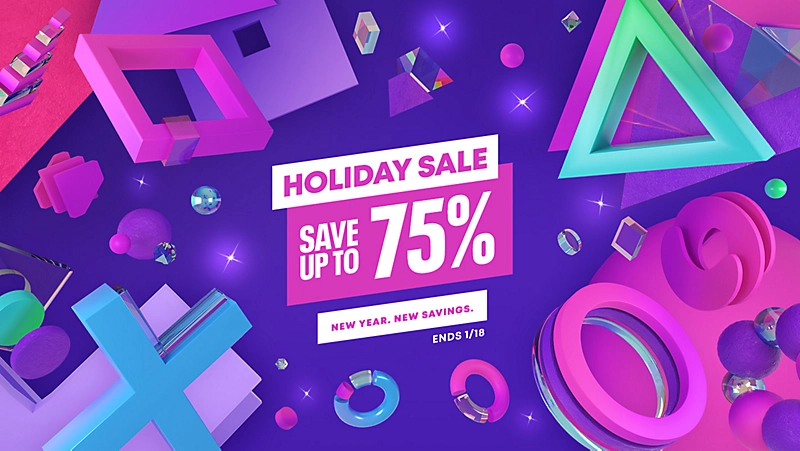 HOLIDAY SALE
SAVE
UP TO
75%
NEW YEAR. NEW SAVINGS.
ENDS 1/18